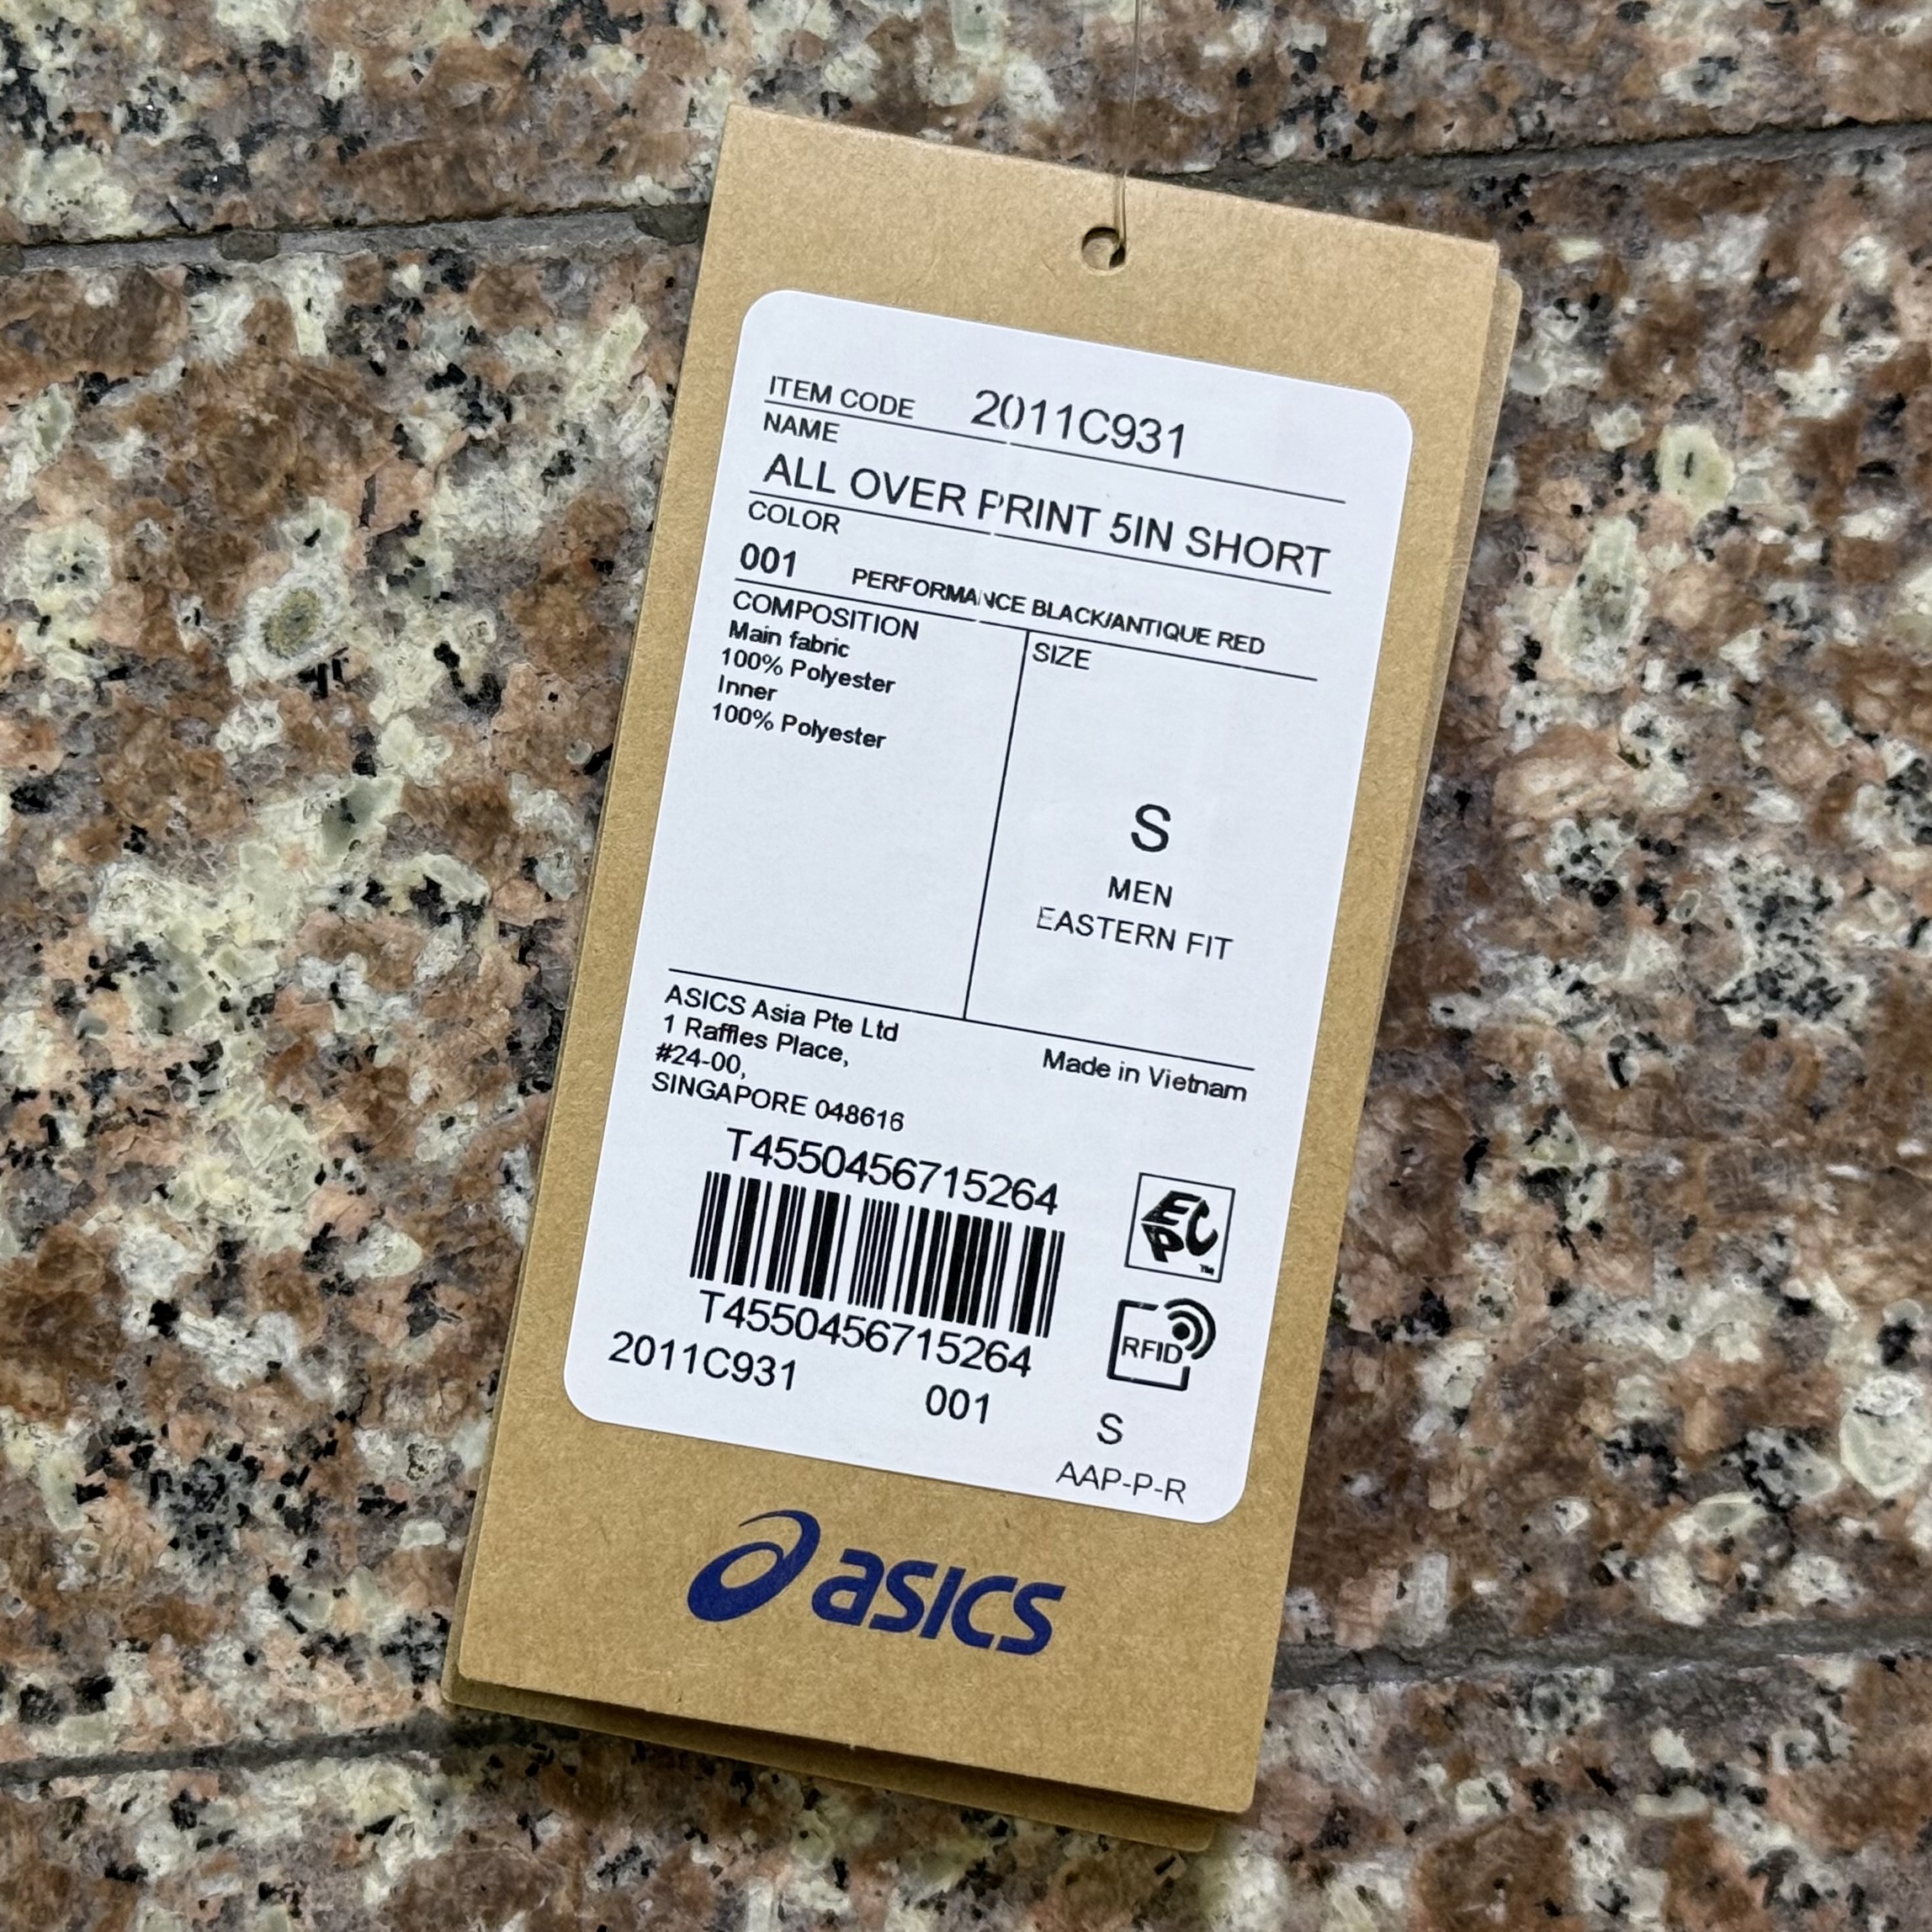 ITEM CODE 2011C931
NAME
ALL OVER PRINT 5IN SHORT
COLOR
001 PERFORMANCE BLACK/ANTIQUE RED
COMPOSITION
Main fabric
100% Polyester
Inner
100% Polyester
SIZE
S
MEN
EASTERN FIT
ASICS Asia Pte Ltd
1 Raffles Place,
#24-00,
SINGAPORE 048616
Made in Vietnam
T4550456715264
T4550456715264
EPC™
RFID
2011C931 001 S
AAP-P-R
asics